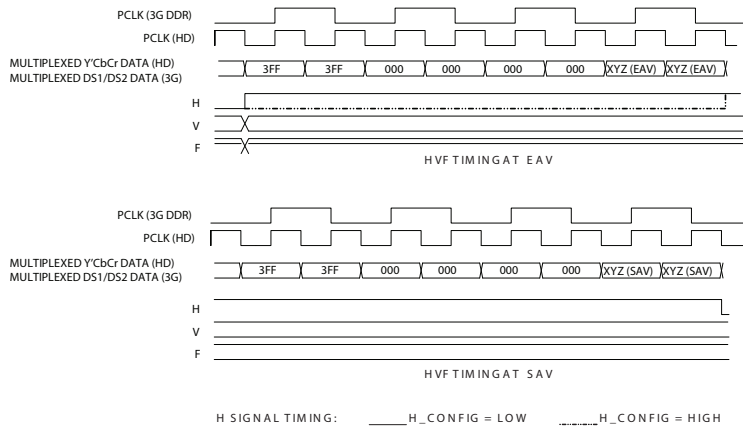 PCLK (3G DDR)
PCLK (HD)
MULTIPLEXED Y'CbCr DATA (HD)
MULTIPLEXED DS1/DS2 DATA (3G)
3FF 3FF 000 000 000 000 XYZ (EAV) XYZ (EAV)
H
V
F
HVF TIMING AT EAV
PCLK (3G DDR)
PCLK (HD)
MULTIPLEXED Y'CbCr DATA (HD)
MULTIPLEXED DS1/DS2 DATA (3G)
3FF 3FF 000 000 000 000 XYZ (SAV) XYZ (SAV)
H
V
F
HVF TIMING AT SAV
H SIGNAL TIMING: H_CONFIG = LOW H_CONFIG = HIGH